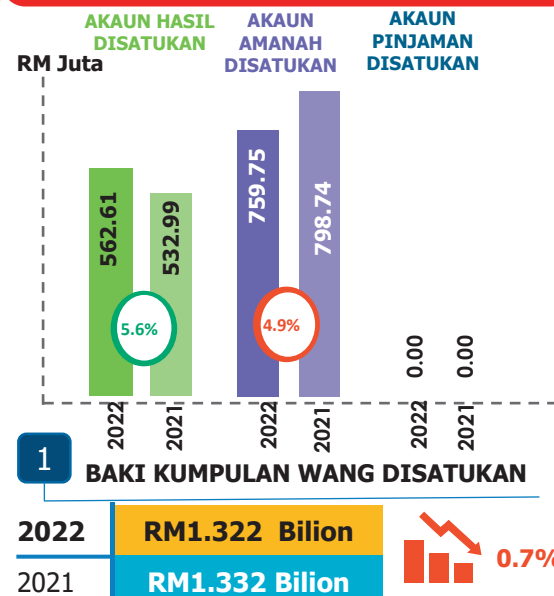 AKAUN HASIL
DISATUKAN
AKAUN
AMANAH
DISATUKAN
AKAUN
PINJAMAN
DISATUKAN
RM Juta
562.61
532.99
759.75
798.74
0.00
0.00
5.6%
4.9%
2022
2021
2022
2021
2022
2021
1
BAKI KUMPULAN WANG DISATUKAN
2022
RM1.322 Bilion
0.7%
2021
RM1.332 Bilion